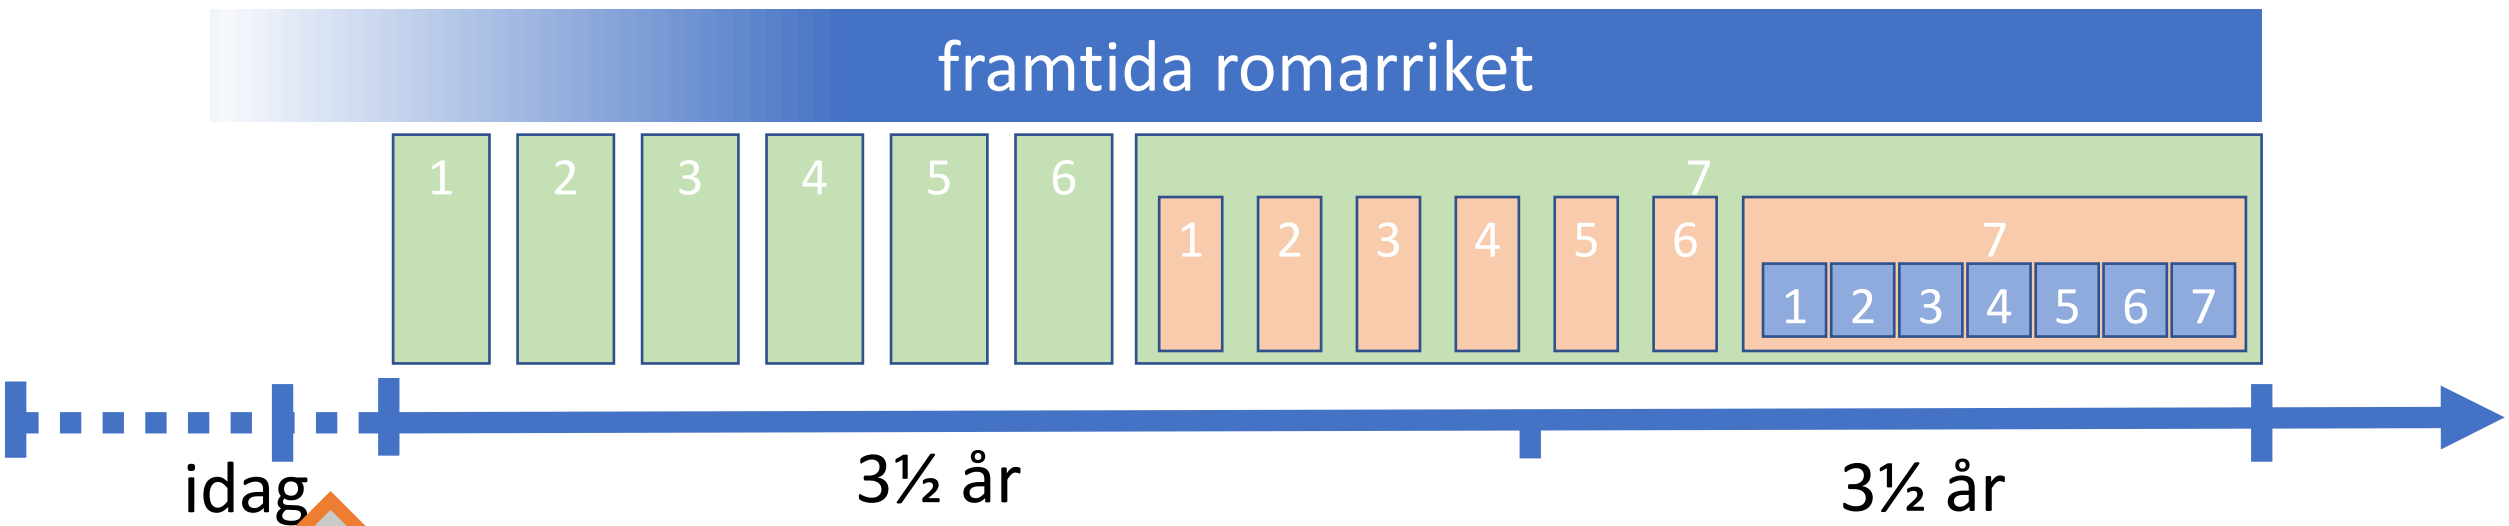 framtida romarriket
1 2 3 4 5 6 7
1 2 3 4 5 6 7
1 2 3 4 5 6 7
3½ år 3½ år
idag